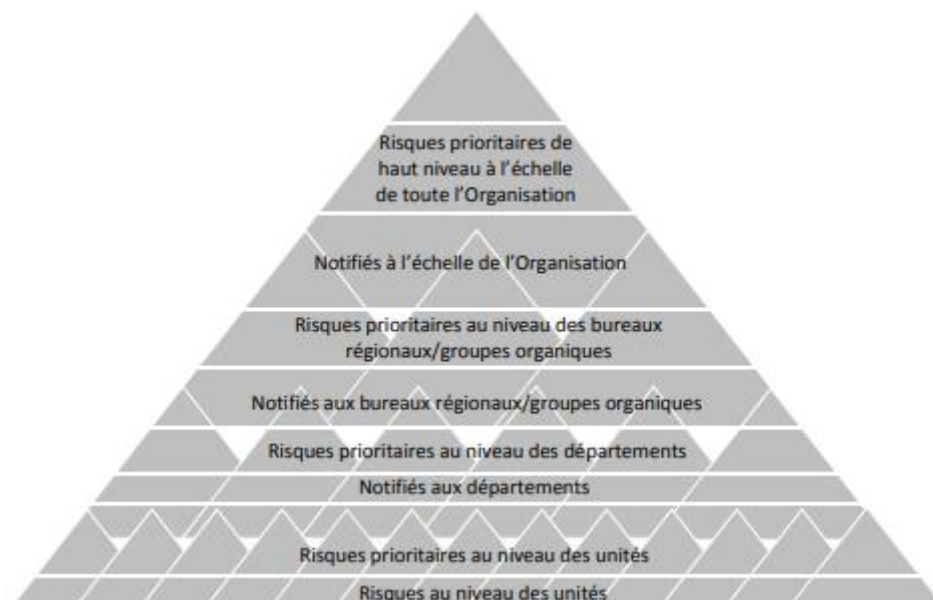 Risques prioritaires de
haut niveau à l’échelle
de toute l’Organisation
Notifiés à l’échelle de l’Organisation
Risques prioritaires au niveau des bureaux
régionaux/groupes organiques
Notifiés aux bureaux régionaux/groupes organiques
Risques prioritaires au niveau des départements
Notifiés aux départements
Risques prioritaires au niveau des unités
Risques au niveau des unités